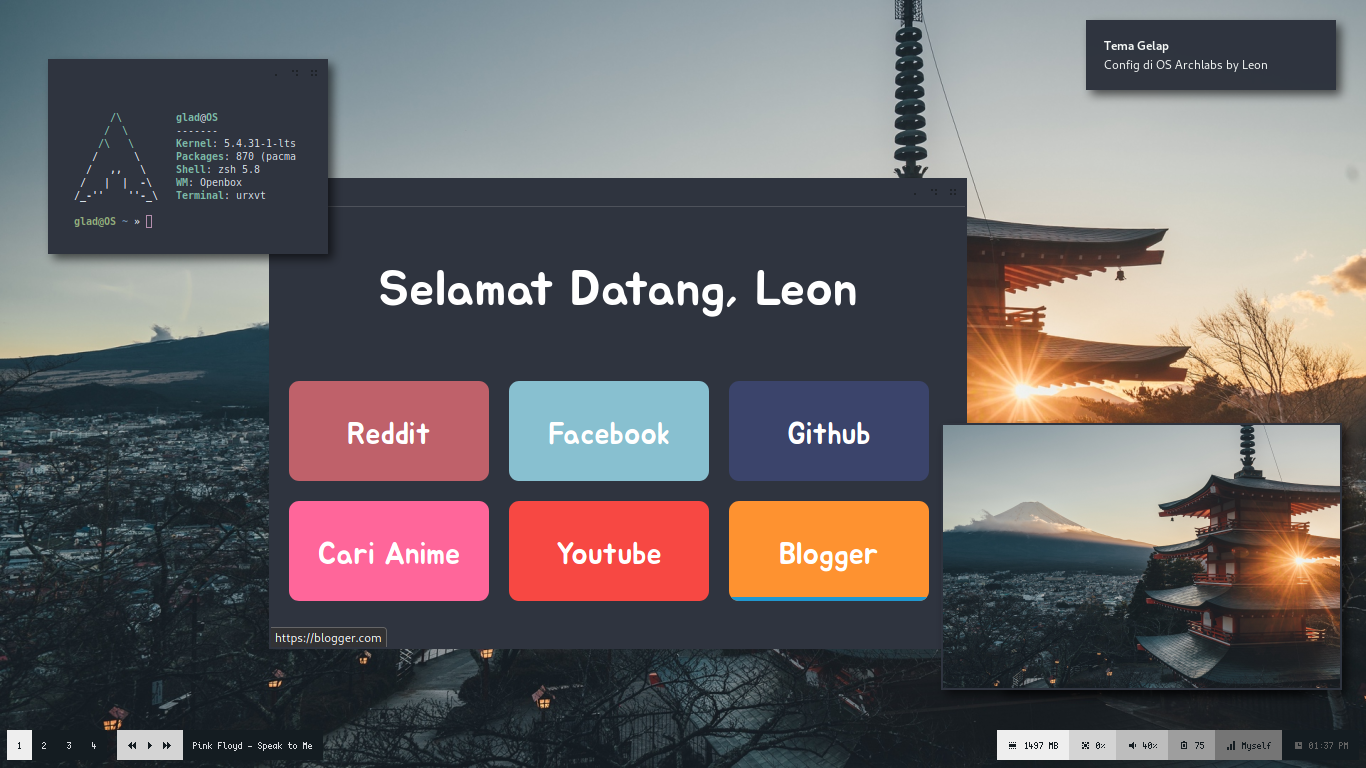 Tema Gelap
Config di OS Archlabs by Leon
glad@OS
-------
Kernel: 5.4.31-1-lts
Packages: 870 (pacma
Shell: zsh 5.8
WM: Openbox
Terminal: urxvt
glad@OS ~ »
Selamat Datang, Leon
Reddit
Facebook
Github
Cari Anime
Youtube
Blogger
https://blogger.com
1 2 3 4 Pink Floyd - Speak to Me 1497 MB 0% 40% 75 Myself 01:37 PM